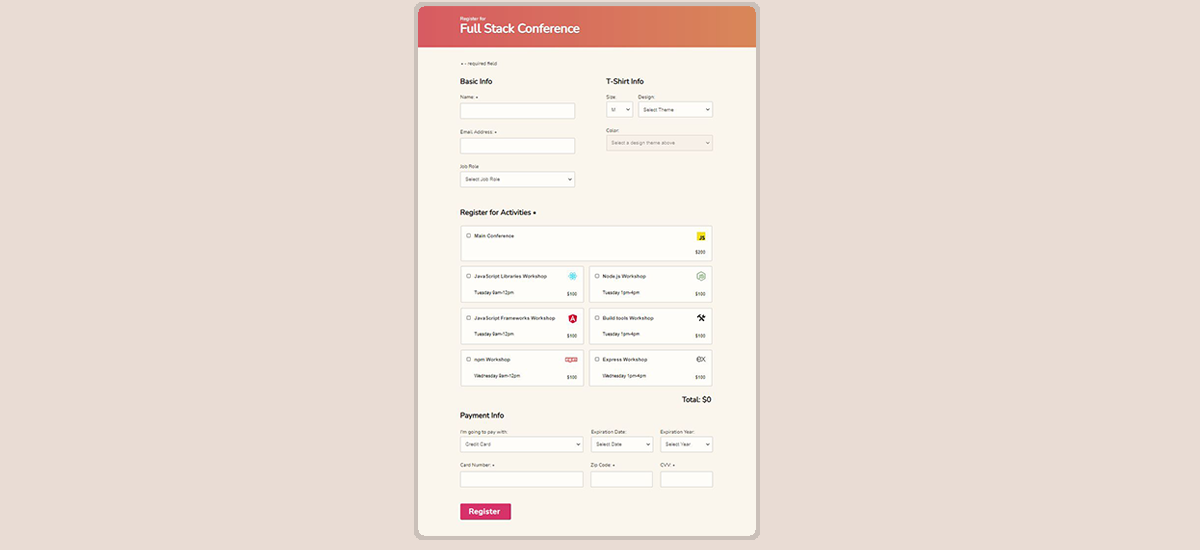 Register for
Full Stack Conference
* - required field
Basic Info
Name: *
Email Address: *
Job Role
Select Job Role
T-Shirt Info
Size:
M
Design:
Select Theme
Color:
Select a design theme above
Register for Activities *
Main Conference
JS
$200
JavaScript Libraries Workshop
Tuesday 9am-12pm
$100
Node.js Workshop
JS
Tuesday 1pm-4pm
$100
JavaScript Frameworks Workshop
A
Tuesday 9am-12pm
$100
Build tools Workshop
Tuesday 1pm-4pm
$100
npm Workshop
npm
Wednesday 9am-12pm
$100
Express Workshop
ex
Wednesday 1pm-4pm
$100
Total: $0
Payment Info
I'm going to pay with:
Credit Card
Expiration Date:
Select Date
Expiration Year:
Select Year
Card Number: *
Zip Code: *
CVV: *
Register